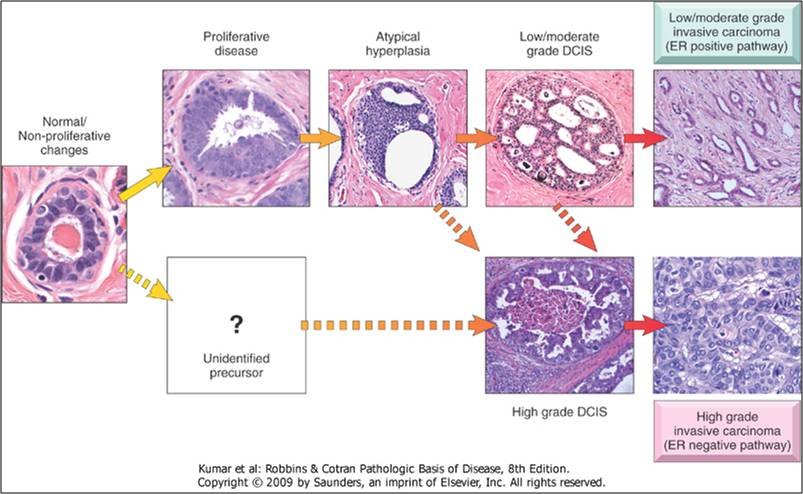 Proliferative
disease
Atypical
hyperplasia
Low/moderate
grade DCIS
Low/moderate grade
invasive carcinoma
(ER positive pathway)
Normal/
Non-proliferative
changes
?
Unidentified
precursor
High grade DCIS
High grade
invasive carcinoma
(ER negative pathway)
Kumar et al: Robbins & Cotran Pathologic Basis of Disease, 8th Edition.
Copyright © 2009 by Saunders, an imprint of Elsevier, Inc. All rights reserved.